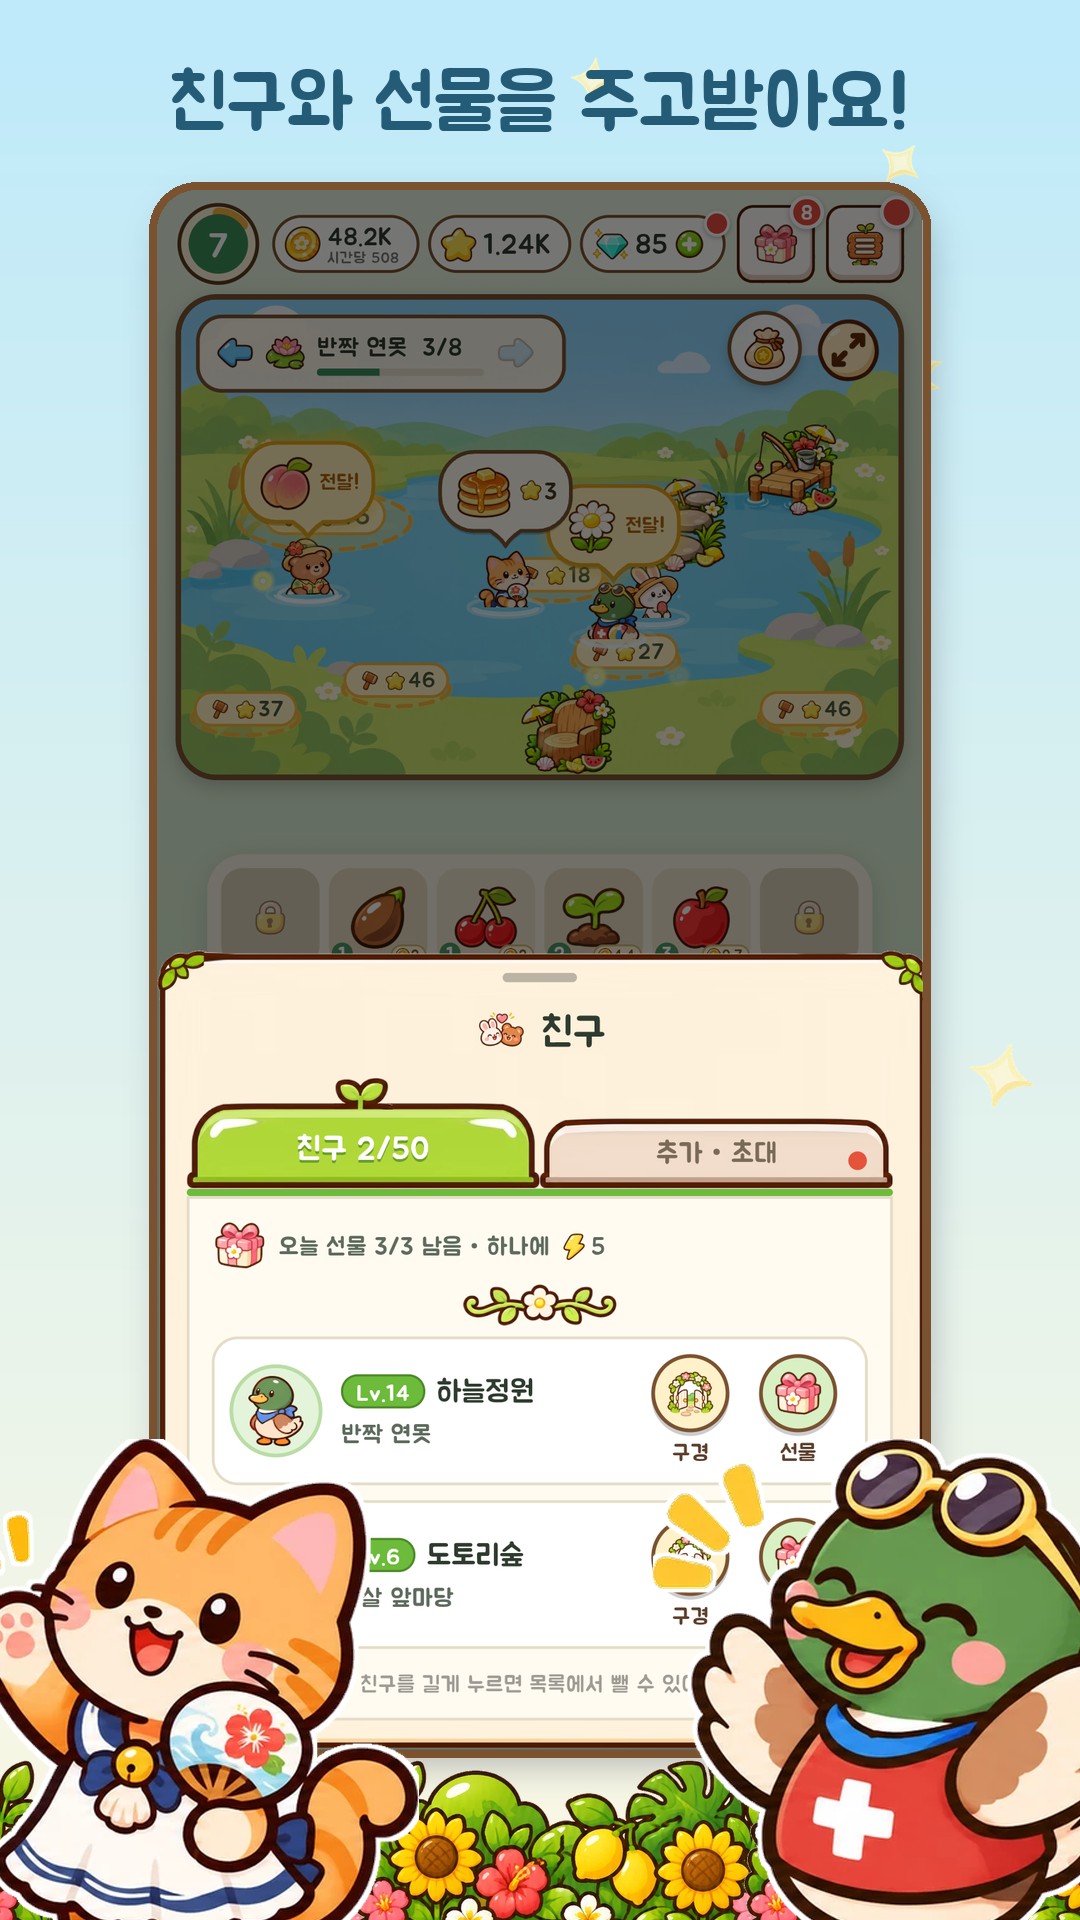 친구와 선물을 주고받아요!
7
48.2K
시간당 508
1.24K
85
8
반짝 연못 3/8
전달!
3
전달!
18
27
46
37
46
친구
친구 2/50
추가 · 초대
오늘 선물 3/3 남음 · 하나에 5
Lv.14 하늘정원
반짝 연못
구경
선물
v.6 도토리숲
살 앞마당
구경
친구를 길게 누르면 목록에서 뺄 수 있